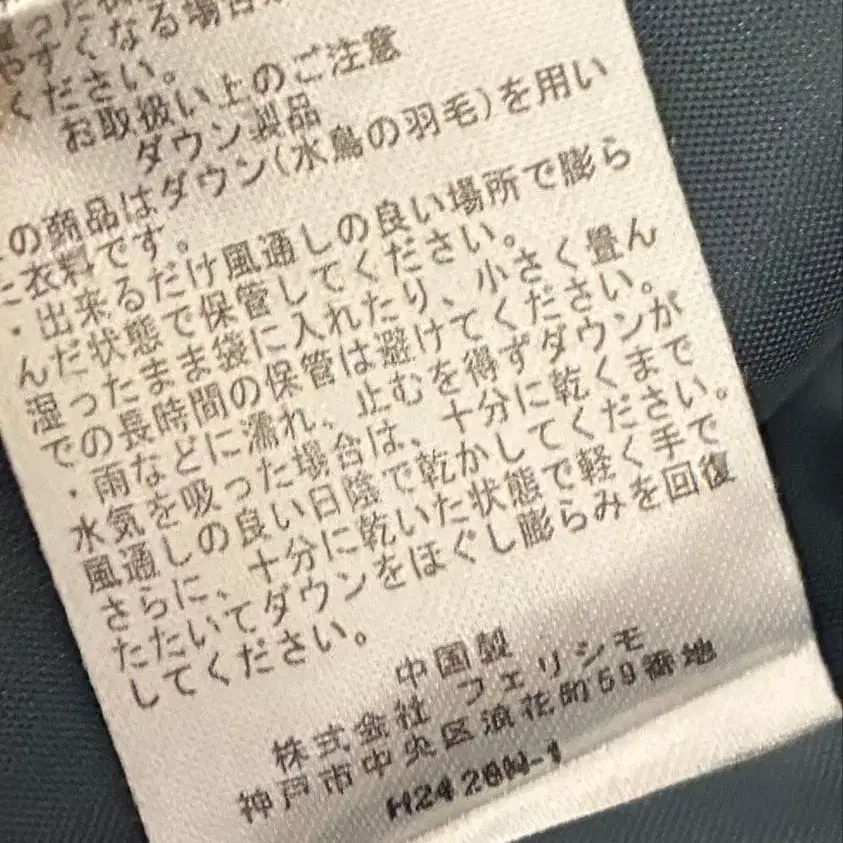 やすくなる場合
ください。
お取扱い上のご注意
ダウン製品
の商品はダウン(水鳥の羽毛)を用い
た衣料です。
・出来るだけ風通しの良い場所で膨ら
んだ状態で保管してください。
湿ったまま袋に入れたり、小さく畳ん
での長時間の保管は避けてください。
・雨などに濡れ、止むを得ずダウンが
水気を吸った場合は、十分に乾くまで
風通しの良い日陰で乾かしてください。
さらに、十分に乾いた状態で軽く手で
たたいてダウンをほぐし膨らみを回復
してください。
中国製
株式会社 フェリシモ
神戸市中央区浪花町59番地
H2426W-1